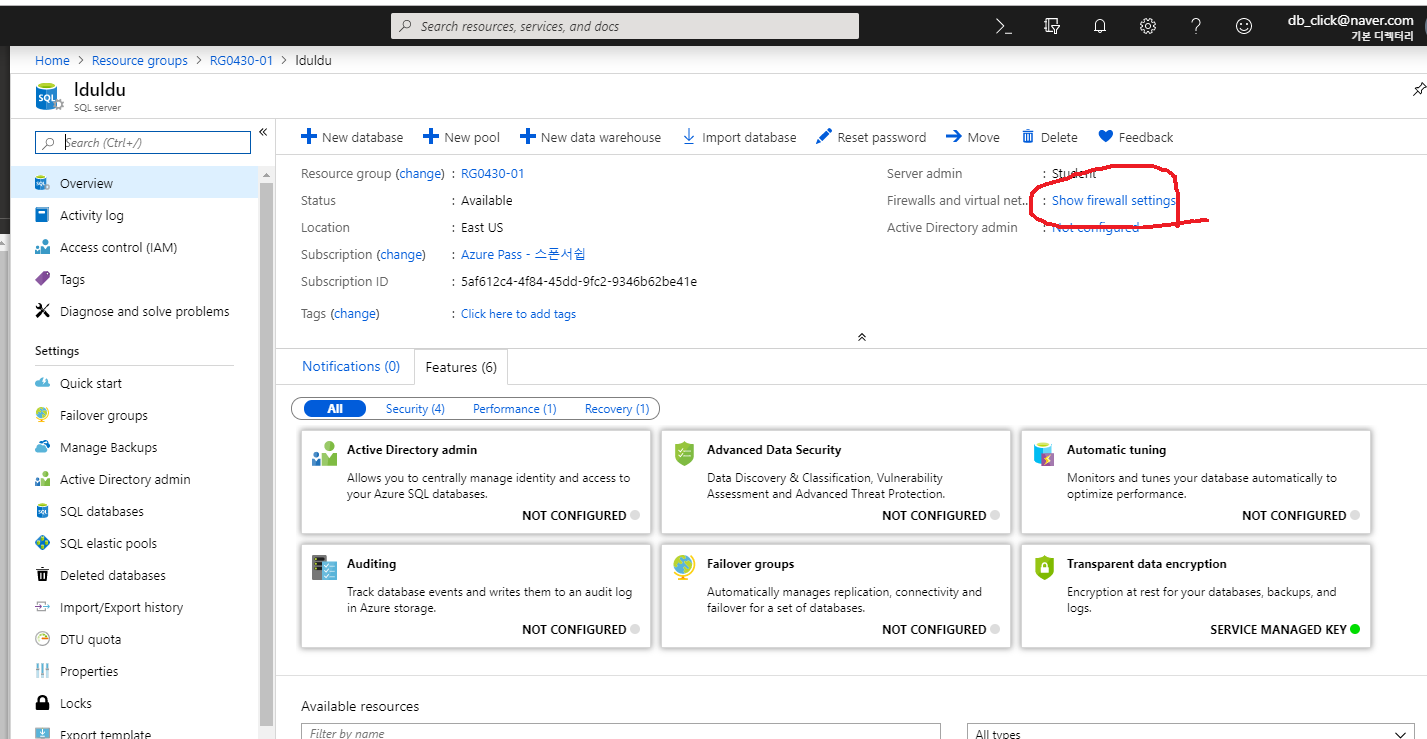 Search resources, services, and docs
db_click@naver.com
기본 디렉터리
Home > Resource groups > RG0430-01 > lduldu
lduldu
SQL server
Search (Ctrl+/)
Overview
Activity log
Access control (IAM)
Tags
Diagnose and solve problems
Settings
Quick start
Failover groups
Manage Backups
Active Directory admin
SQL databases
SQL elastic pools
Deleted databases
Import/Export history
DTU quota
Properties
Locks
Export template
New database New pool New data warehouse Import database Reset password Move Delete Feedback
Resource group (change) : RG0430-01
Status : Available
Location : East US
Subscription (change) : Azure Pass - 스폰서쉽
Subscription ID : 5af612c4-4f84-45dd-9fc2-9346b62be41e
Tags (change) : Click here to add tags
Server admin : Student
Firewalls and virtual net... : Show firewall settings
Active Directory admin : Not configured
Notifications (0) Features (6)
All Security (4) Performance (1) Recovery (1)
Active Directory admin
Allows you to centrally manage identity and access to
your Azure SQL databases.
NOT CONFIGURED
Advanced Data Security
Data Discovery & Classification, Vulnerability
Assessment and Advanced Threat Protection.
NOT CONFIGURED
Automatic tuning
Monitors and tunes your database automatically to
optimize performance.
NOT CONFIGURED
Auditing
Track database events and writes them to an audit log
in Azure storage.
NOT CONFIGURED
Failover groups
Automatically manages replication, connectivity and
failover for a set of databases.
NOT CONFIGURED
Transparent data encryption
Encryption at rest for your databases, backups, and
logs.
SERVICE MANAGED KEY
Available resources
Filter by name
All types